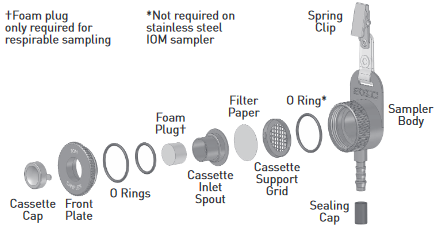 †Foam plug
only required for
respirable sampling
*Not required on
stainless steel
IOM sampler
Spring
Clip
Filter
Paper
O Ring*
Sampler
Body
Foam
Plug†
Cassette
Inlet
Spout
Cassette
Support
Grid
O Rings
Cassette
Cap
Front
Plate
Sealing
Cap